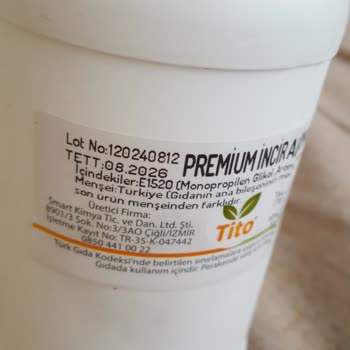 Lot No:120240812
TETT:08.2026
PREMIUM İNCİR
İçindekiler:E1520 (Monopropilen Glikol,
Menşei:Türkiye (Gıdanın ana bileşeninin
son ürün menşeinden farklıdır.
Üretici Firma:
Smart Kimya Tic. ve Dan. Ltd. Şti.
8901/3 Sok. No:3/3AO Çiğli/İZMİR
İşletme Kayıt No: TR-35-K-047442
0850 441 00 22
Tito
Türk Gıda Kodeksi'nde belirtilen sınırlamalara
Gıdada kullanım içindir. Perakende